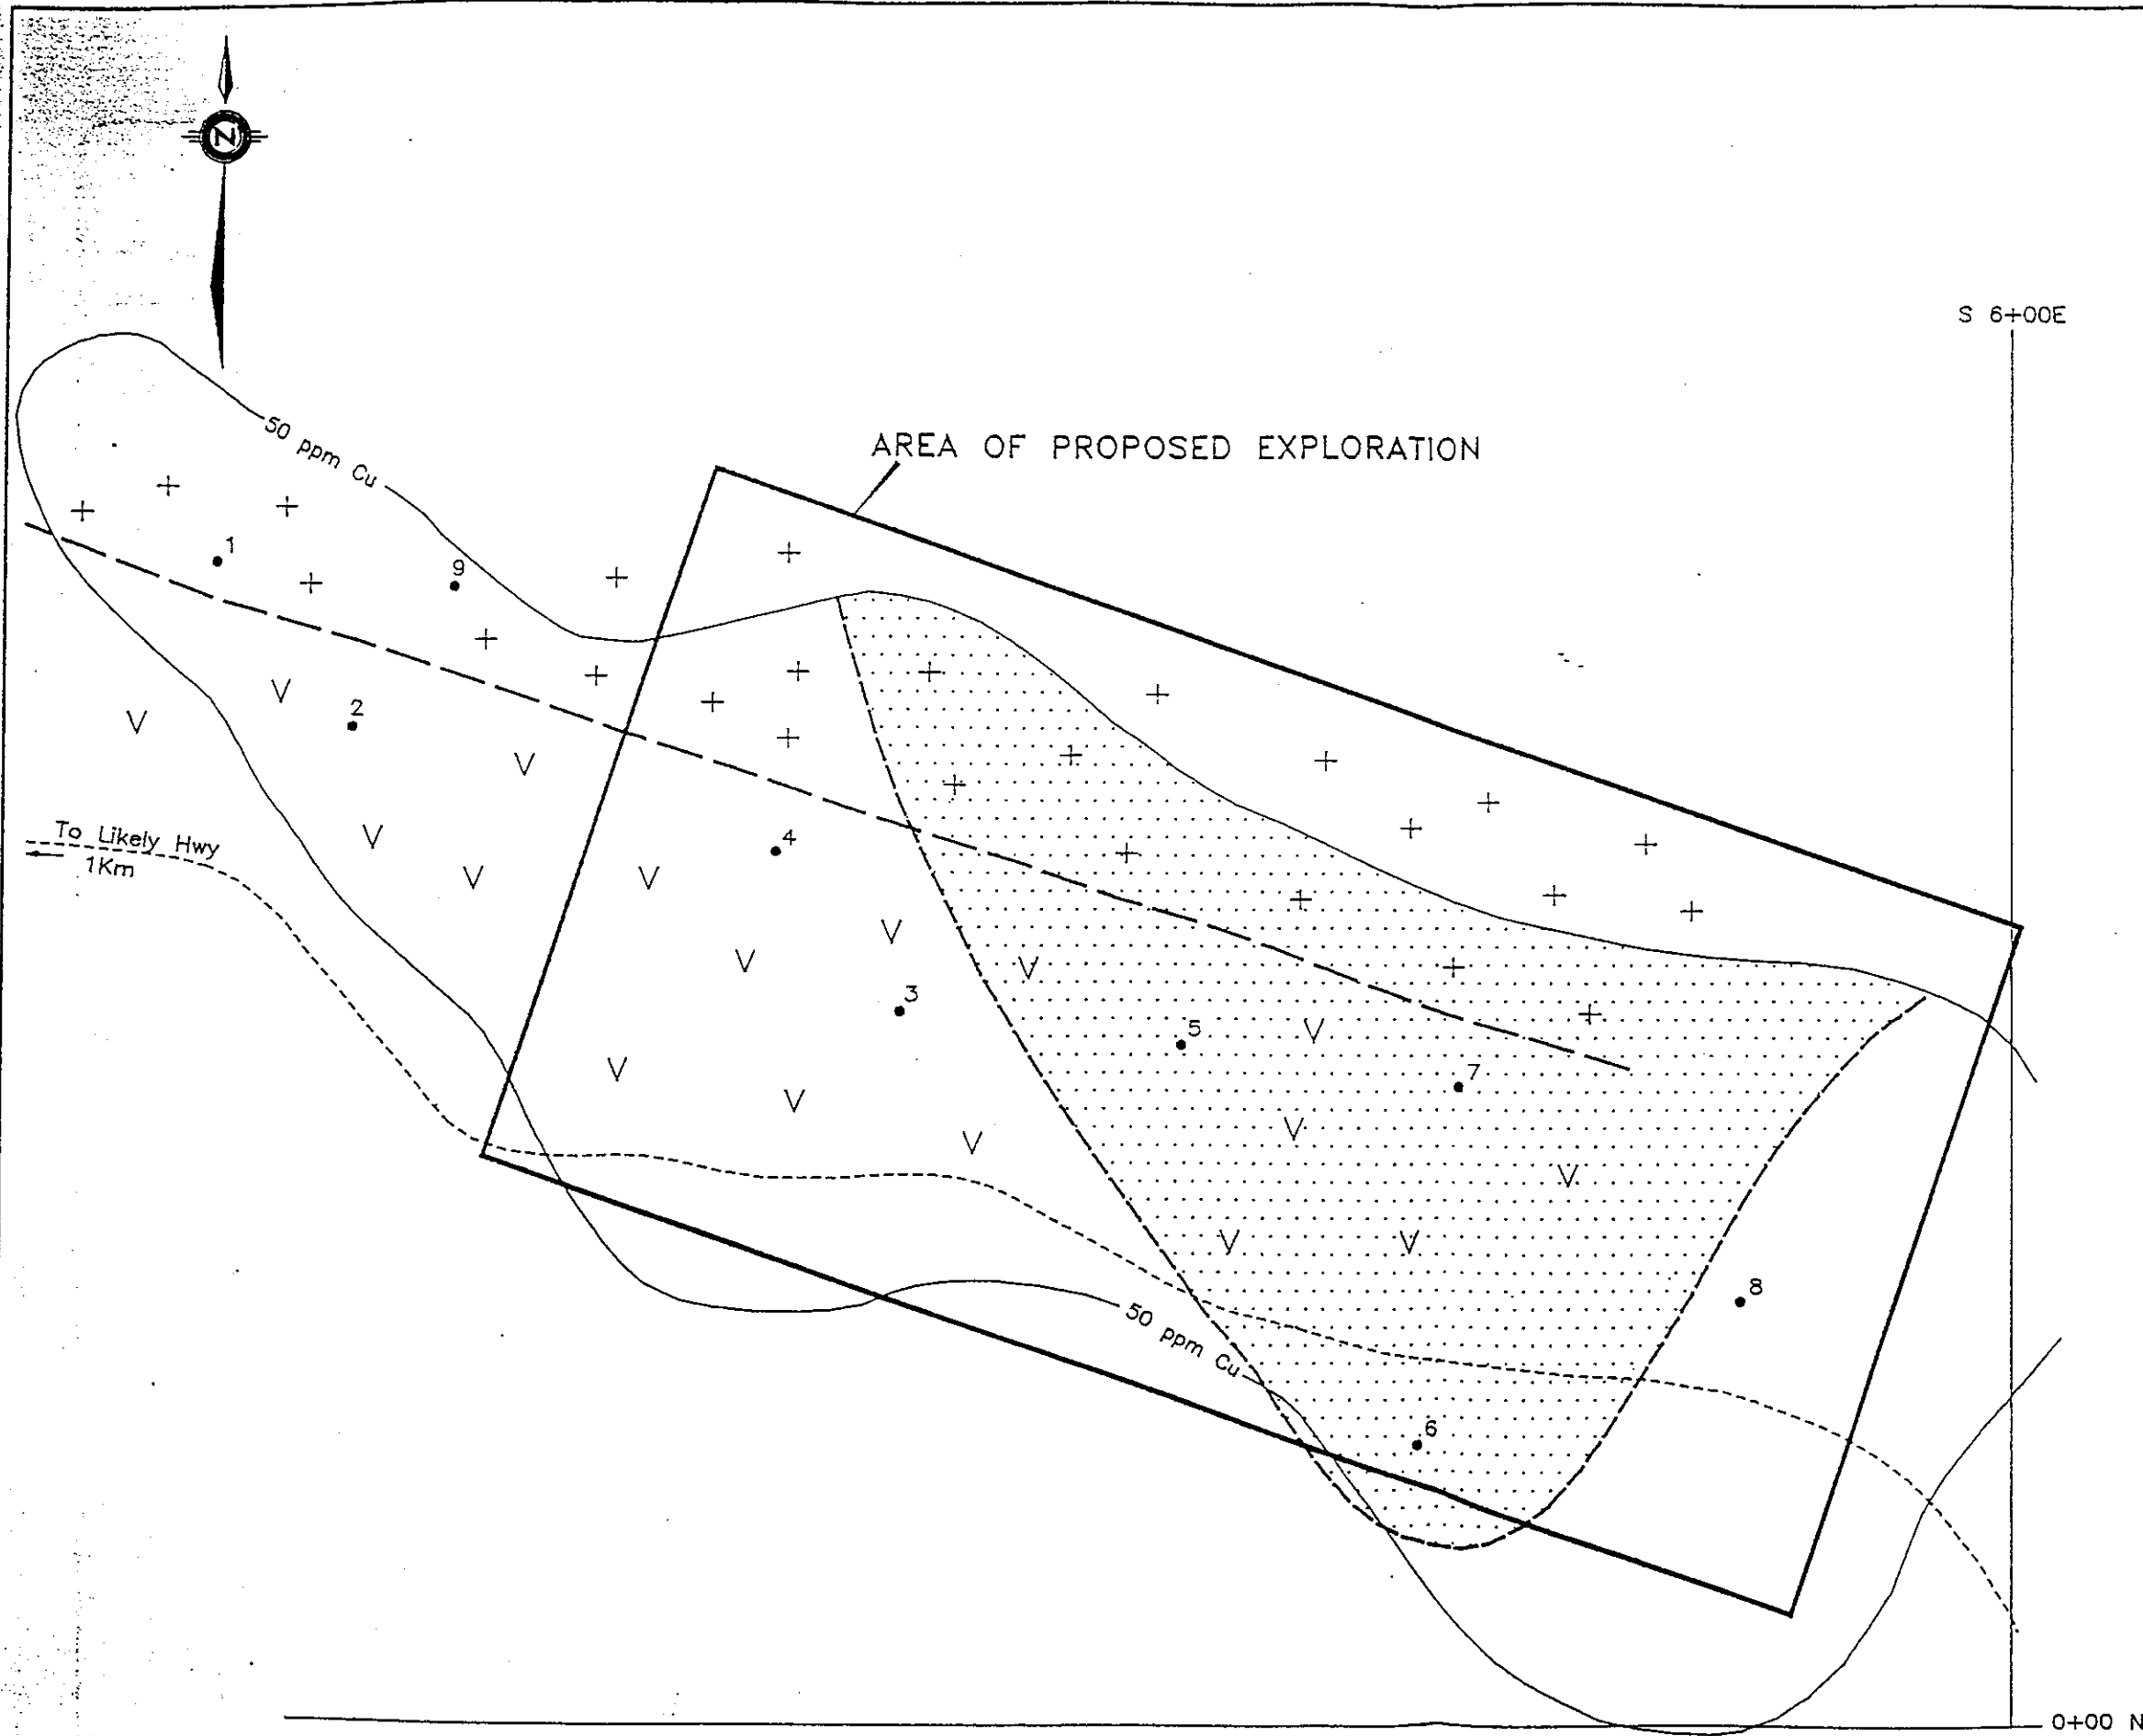 N
S 6+00E
50 ppm Cu
AREA OF PROPOSED EXPLORATION
1
9
2
To Likely Hwy
1Km
4
3
5
7
8
50 ppm Cu
6
0+00 N